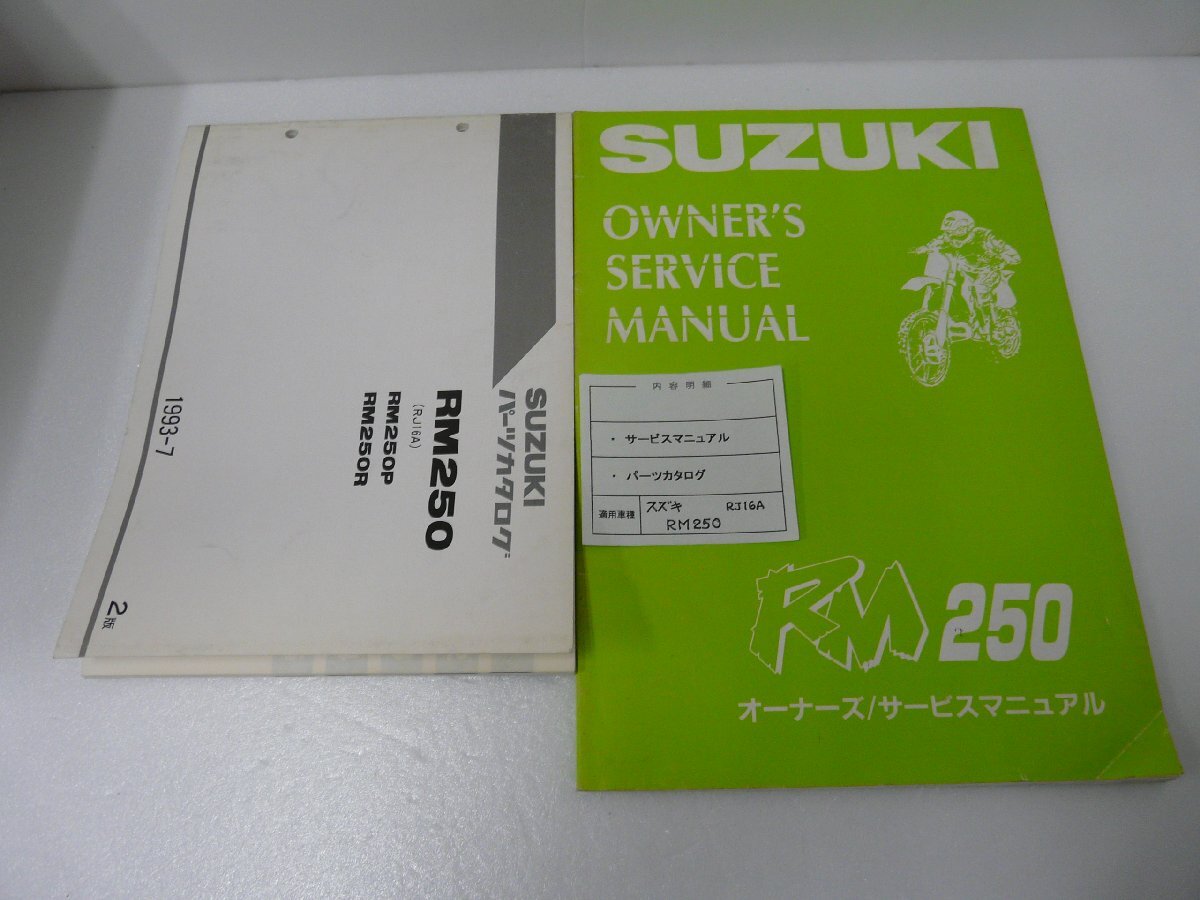 SUZUKI
パーツカタログ
RM250
(RJ16A)
RM250P
RM250R
1993-7
2版
SUZUKI
OWNER'S
SERVICE
MANUAL
内容明細
・サービスマニュアル
・パーツカタログ
適用車種
スズキ RJ16A
RM250
RM 250
オーナーズ/サービスマニュアル